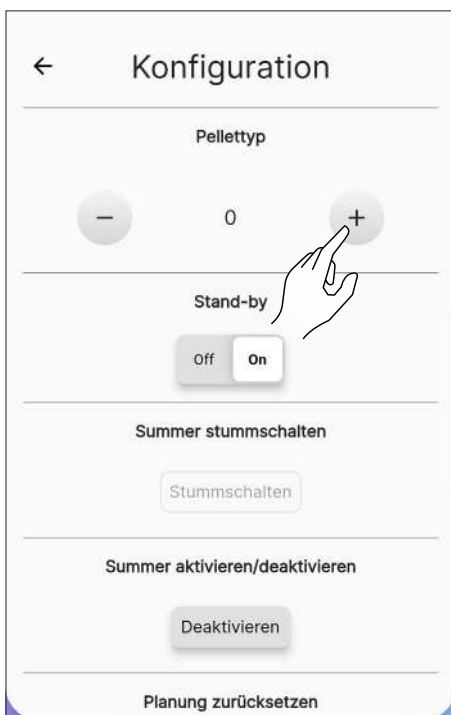 ← Konfiguration
Pellettyp
− 0 +
Stand-by
Off On
Summer stummschalten
Stummschalten
Summer aktivieren/deaktivieren
Deaktivieren
Planung zurücksetzen